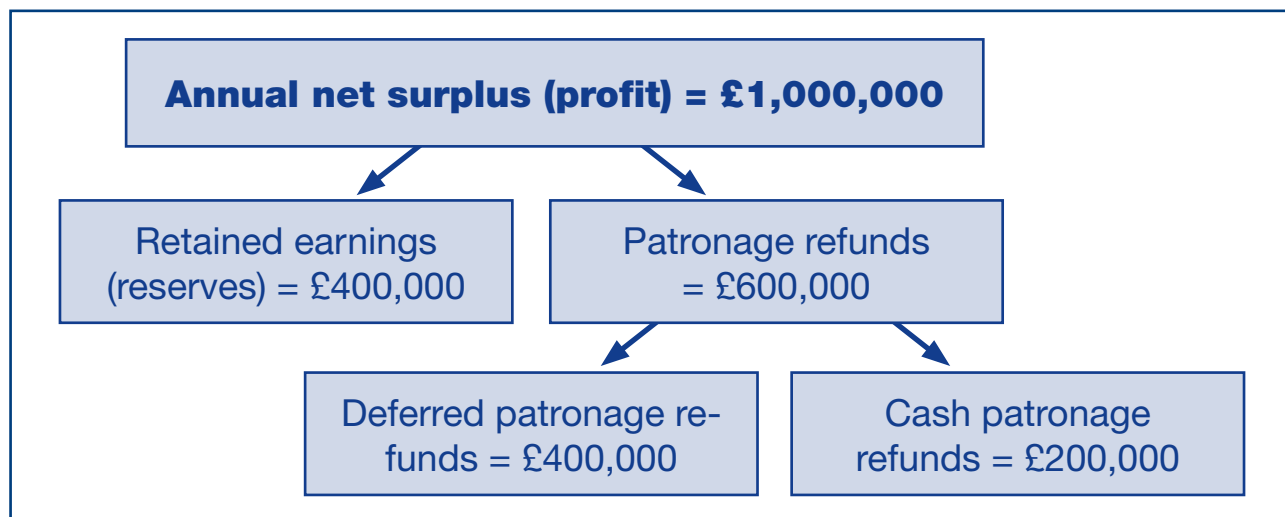 Annual net surplus (profit) = £1,000,000
Retained earnings
(reserves) = £400,000
Patronage refunds
= £600,000
Deferred patronage re-
funds = £400,000
Cash patronage
refunds = £200,000